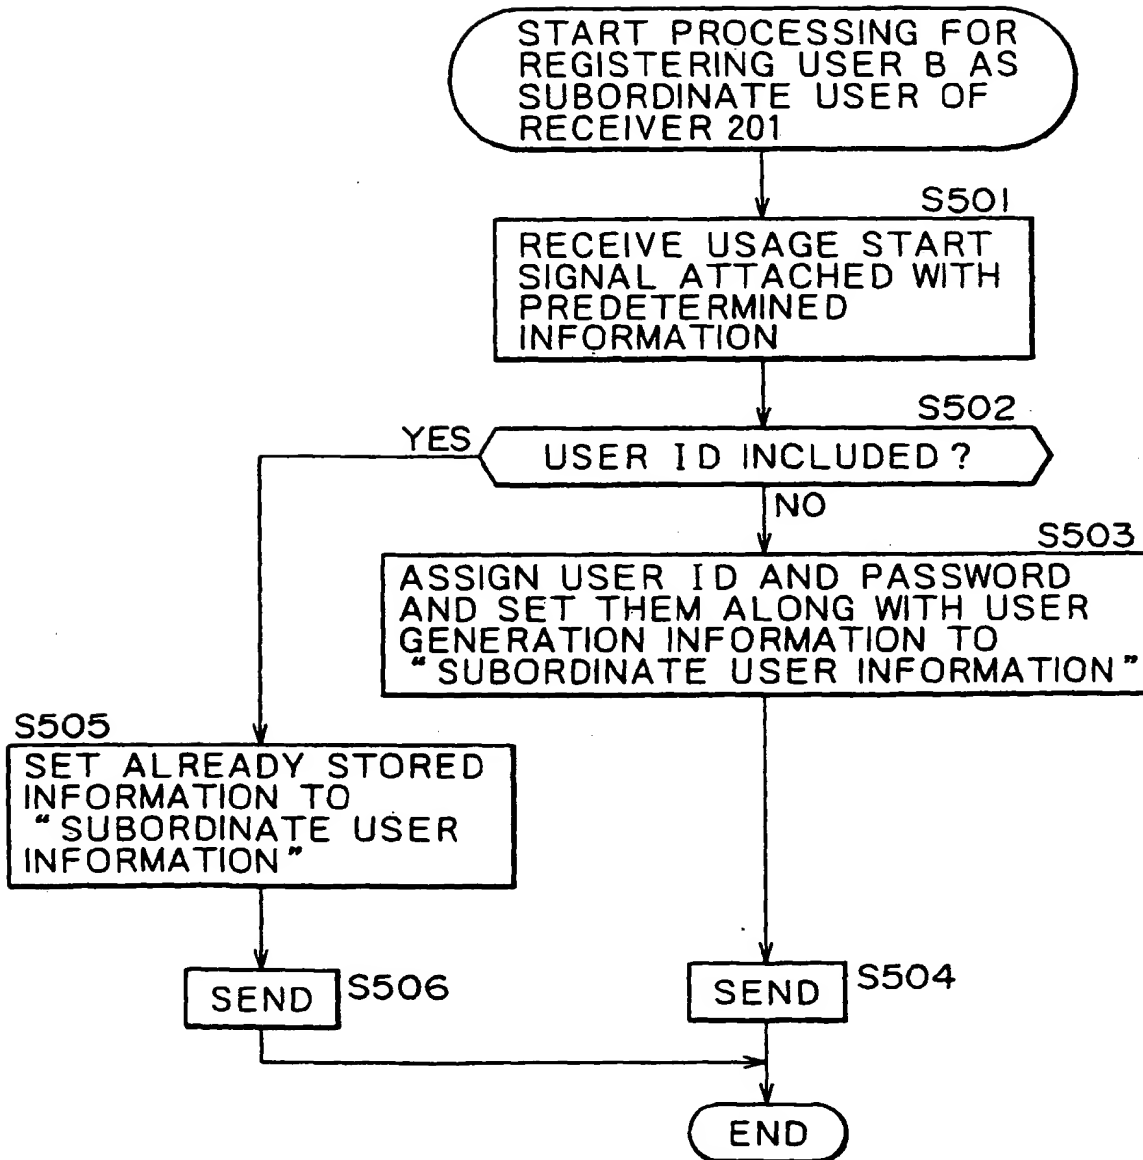 START PROCESSING FOR
REGISTERING USER B AS
SUBORDINATE USER OF
RECEIVER 201
S501
RECEIVE USAGE START
SIGNAL ATTACHED WITH
PREDETERMINED
INFORMATION
S502
YES
USER ID INCLUDED?
NO
S503
ASSIGN USER ID AND PASSWORD
AND SET THEM ALONG WITH USER
GENERATION INFORMATION TO
"SUBORDINATE USER INFORMATION"
S505
SET ALREADY STORED
INFORMATION TO
"SUBORDINATE USER
INFORMATION"
SEND S506
SEND S504
END